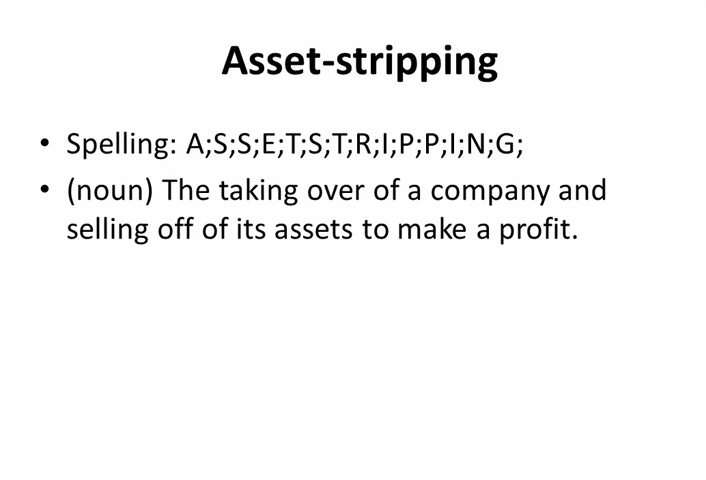 Asset-stripping
• Spelling: A;S;S;E;T;S;T;R;I;P;P;I;N;G;
• (noun) The taking over of a company and
selling off of its assets to make a profit.